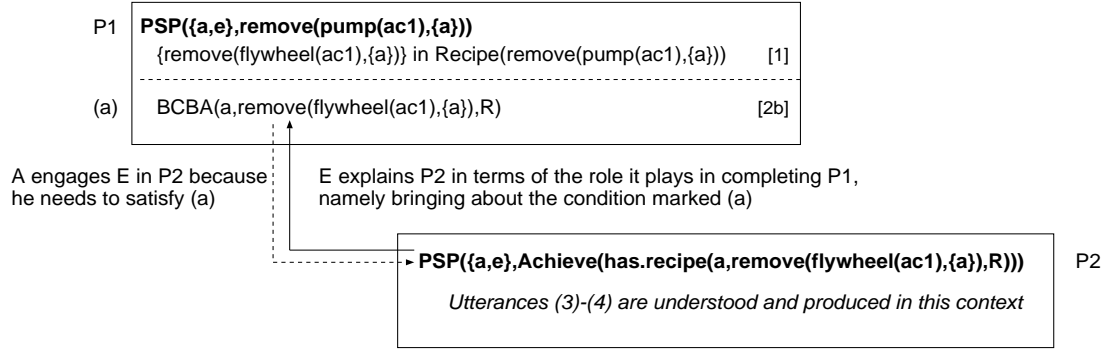 P1
PSP({a,e},remove(pump(ac1),{a}))
{remove(flywheel(ac1),{a})} in Recipe(remove(pump(ac1),{a})) [1]
(a) BCBA(a,remove(flywheel(ac1),{a}),R) [2b]
A engages E in P2 because
he needs to satisfy (a)
E explains P2 in terms of the role it plays in completing P1,
namely bringing about the condition marked (a)
PSP({a,e},Achieve(has.recipe(a,remove(flywheel(ac1),{a}),R))) P2
Utterances (3)-(4) are understood and produced in this context